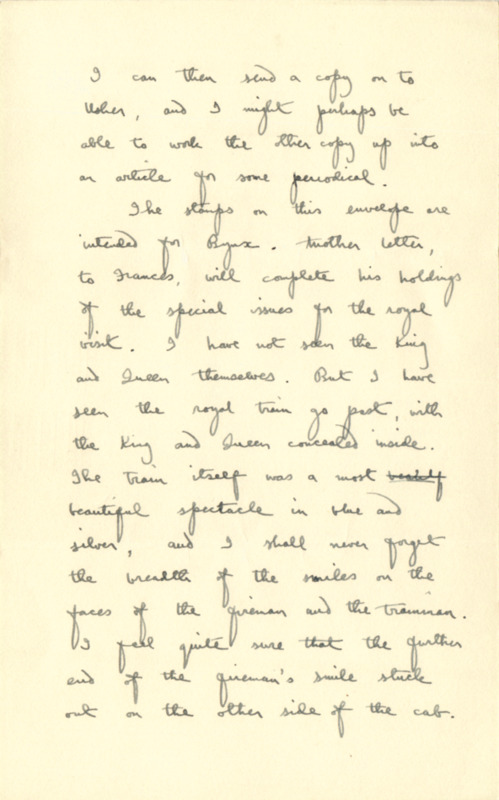 I can then send a copy on to
Usher, and I might perhaps be
able to work the other copy up into
an article for some periodical.
The stamps on this envelope are
intended for Bynx. Another letter,
to Frances, will complete his holdings
of the special issues for the royal
visit. I have not seen the King
and Queen themselves. But I have
seen the royal train go past, with
the King and Queen concealed inside.
The train itself was a most
beautiful spectacle in blue and
silver, and I shall never forget
the breadth of the smiles on the
faces of the fireman and the trainman.
I feel quite sure that the further
end of the fireman's smile stuck
out on the other side of the cab.